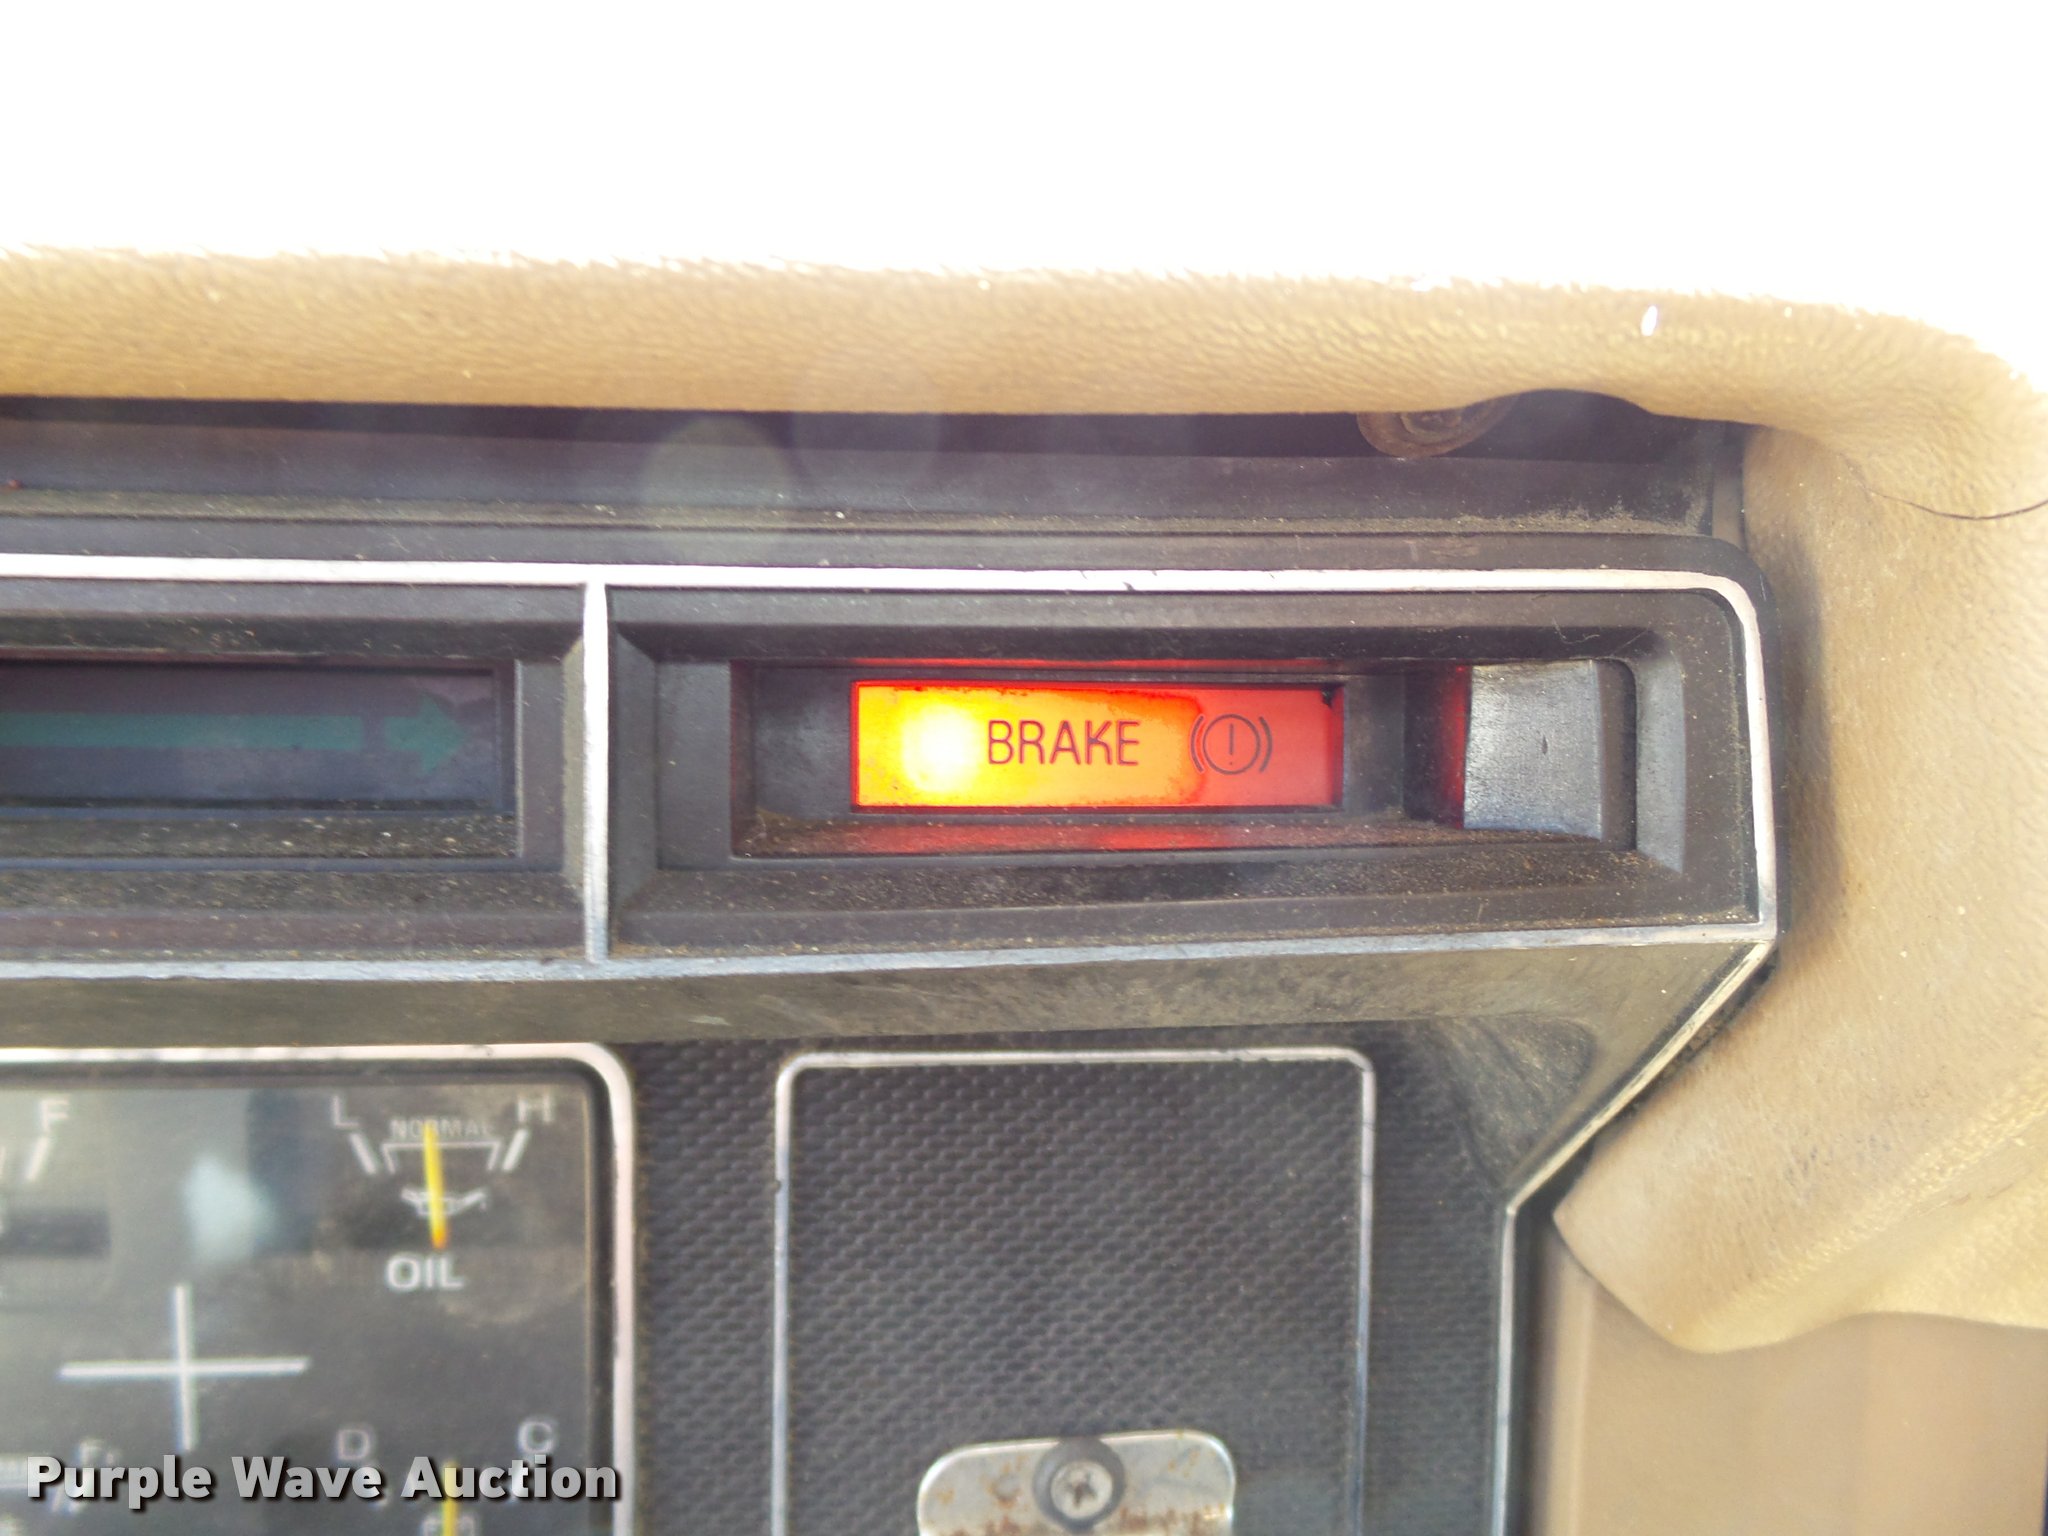 BRAKE (!)
F
L H
NORMAL
OIL
D C
Purple Wave Auction